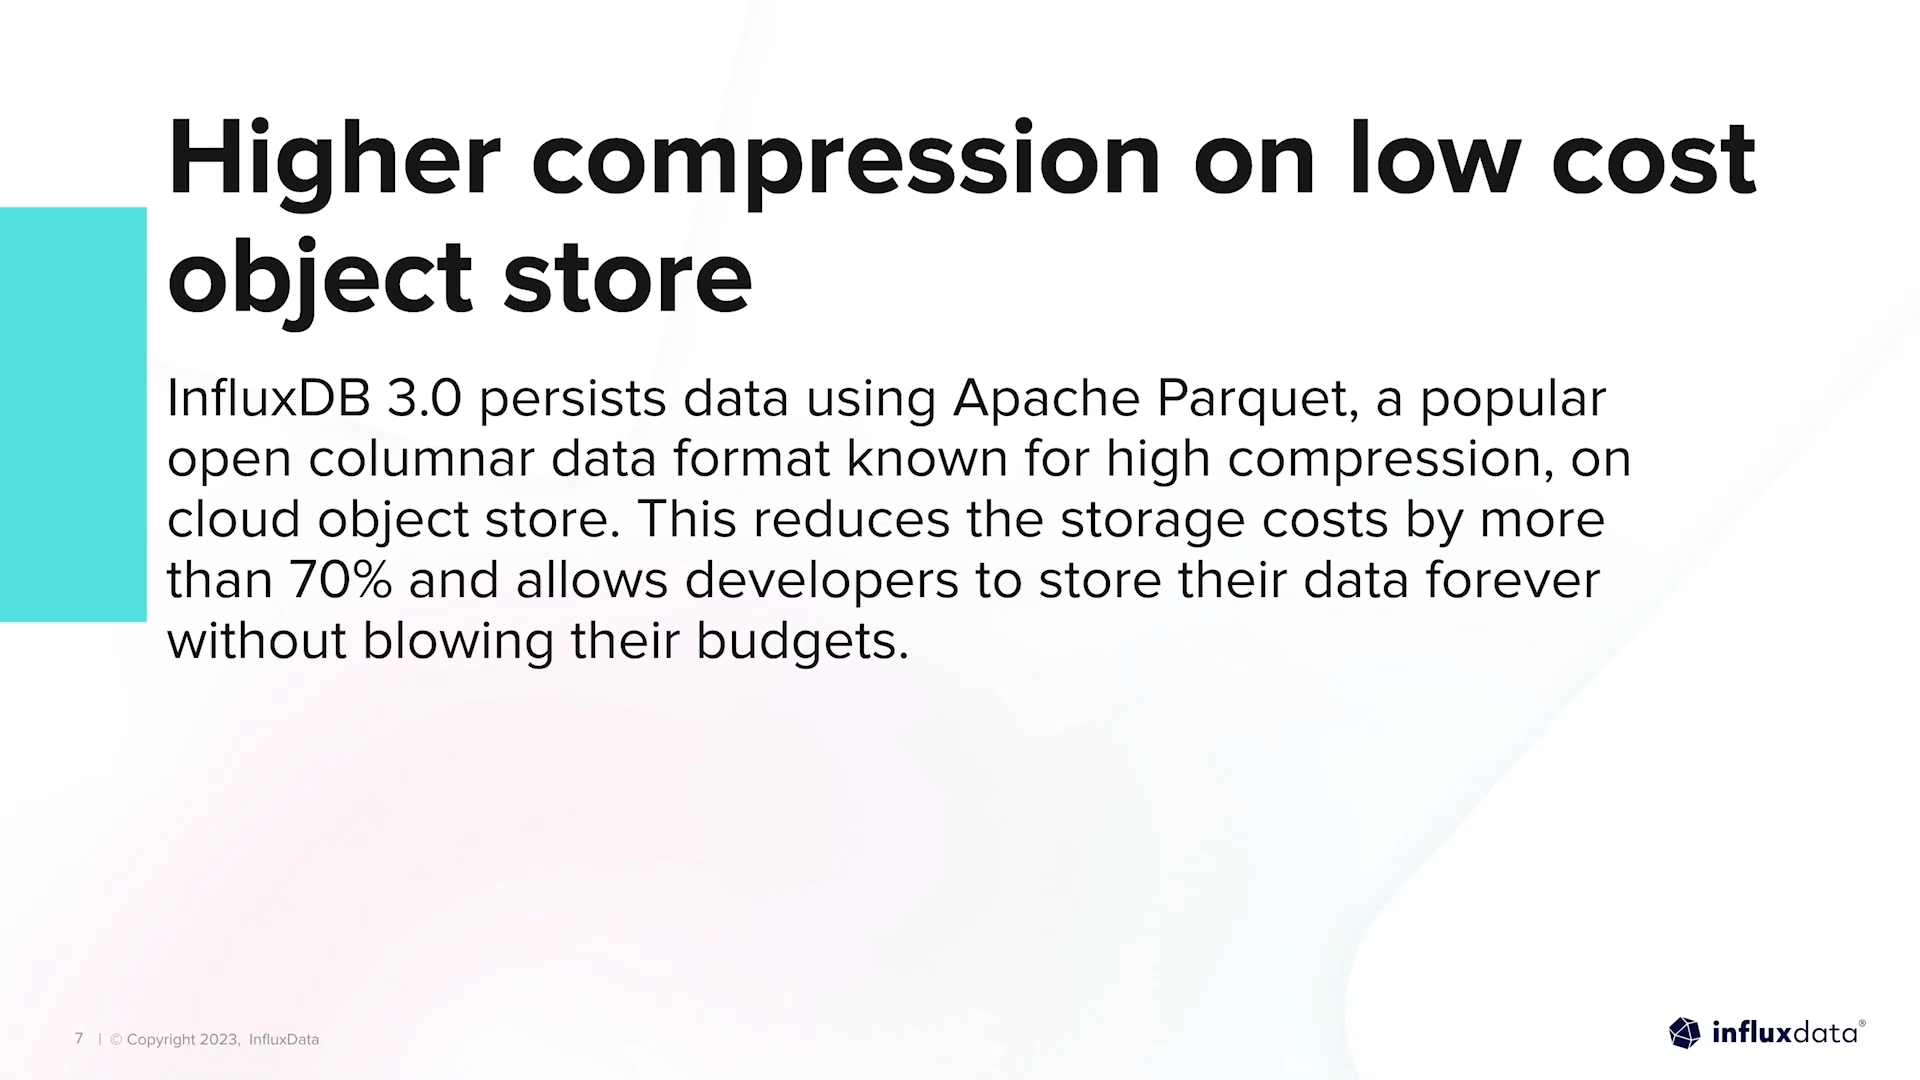 Higher compression on low cost
object store
InfluxDB 3.0 persists data using Apache Parquet, a popular
open columnar data format known for high compression, on
cloud object store. This reduces the storage costs by more
than 70% and allows developers to store their data forever
without blowing their budgets.
7 | © Copyright 2023, InfluxData
influxdata®